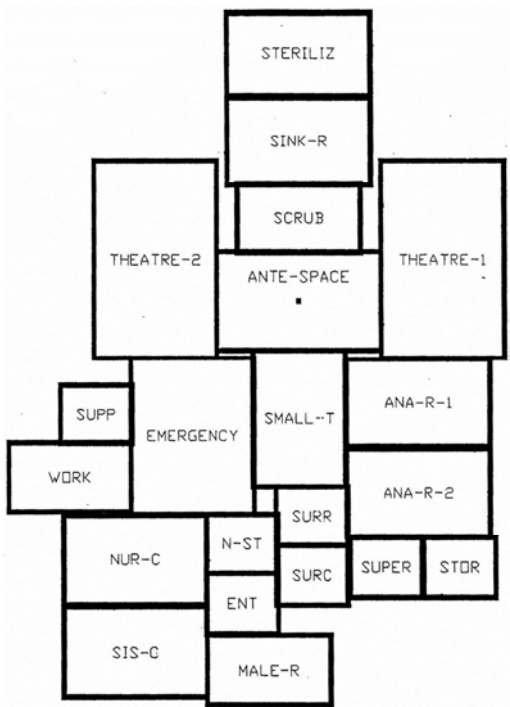 STERILIZ
SINK-R
SCRUB
THEATRE-2
THEATRE-1
ANTE-SPACE
SUPP
EMERGENCY
SMALL-T
ANA-R-1
WORK
ANA-R-2
SURR
N-ST
NUR-C
SURC
SUPER
STOR
ENT
SIS-C
MALE-R